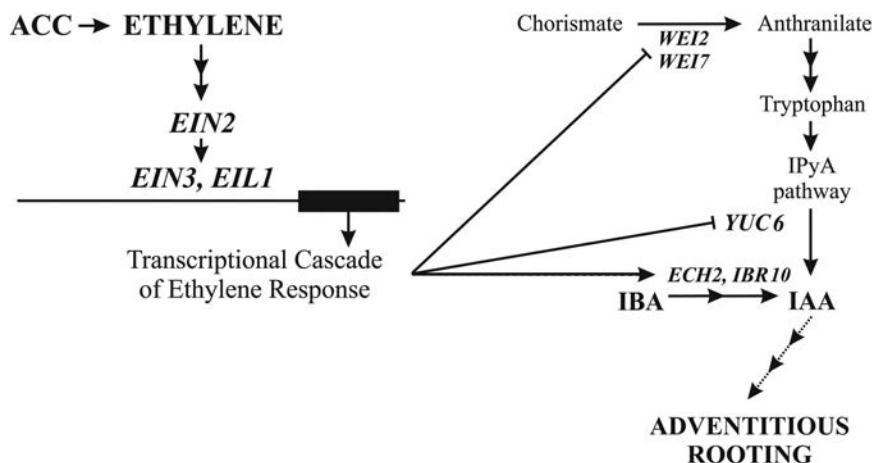 ACC ETHYLENE
EIN2
EIN3, EIL1
Transcriptional Cascade
of Ethylene Response
Chorismate
WEI2
WEI7
Anthranilate
Tryptophan
IPyA
pathway
YUC6
ECH2, IBR10
IBA
IAA
ADVENTITIOUS
ROOTING